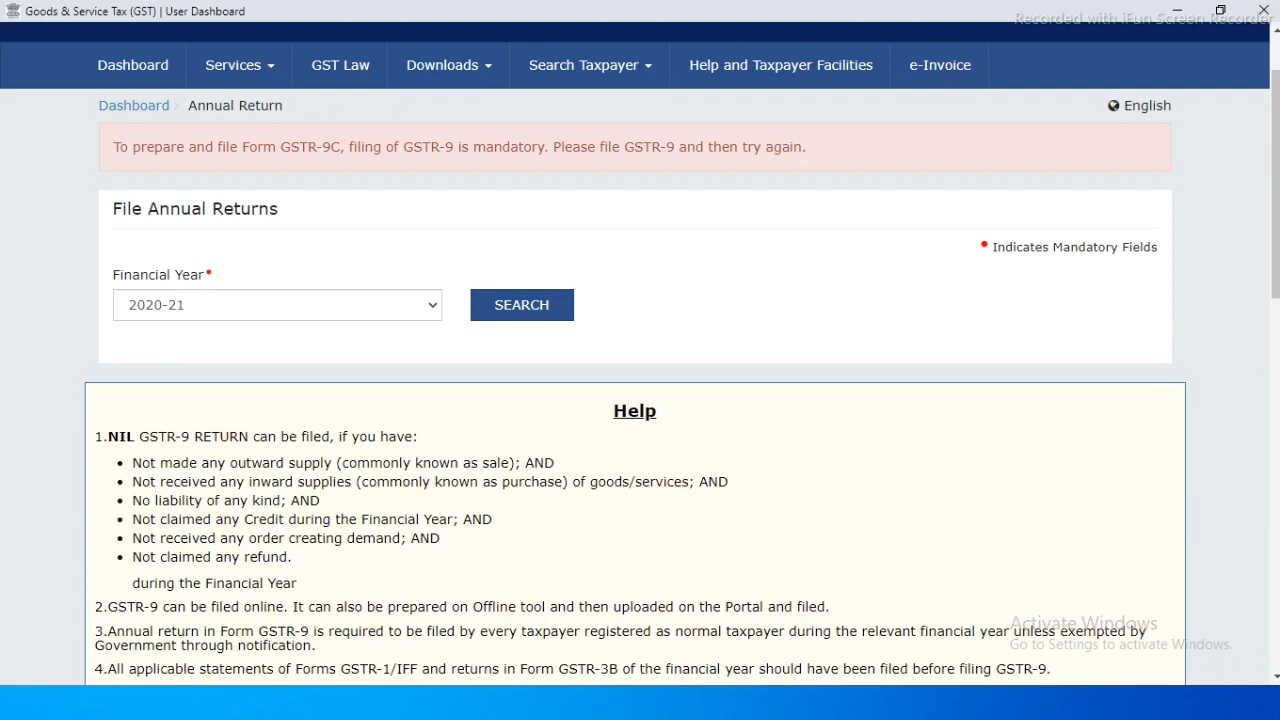 Goods & Service Tax (GST) | User Dashboard
Recorded with iFun Screen Recorder
Dashboard Services GST Law Downloads Search Taxpayer Help and Taxpayer Facilities e-Invoice
Dashboard Annual Return English
To prepare and file Form GSTR-9C, filing of GSTR-9 is mandatory. Please file GSTR-9 and then try again.
File Annual Returns
• Indicates Mandatory Fields
Financial Year•
2020-21 SEARCH
Help
1.NIL GSTR-9 RETURN can be filed, if you have:
• Not made any outward supply (commonly known as sale); AND
• Not received any inward supplies (commonly known as purchase) of goods/services; AND
• No liability of any kind; AND
• Not claimed any Credit during the Financial Year; AND
• Not received any order creating demand; AND
• Not claimed any refund.
during the Financial Year
2.GSTR-9 can be filed online. It can also be prepared on Offline tool and then uploaded on the Portal and filed.
3.Annual return in Form GSTR-9 is required to be filed by every taxpayer registered as normal taxpayer during the relevant financial year unless exempted by
Government through notification.
4.All applicable statements of Forms GSTR-1/IFF and returns in Form GSTR-3B of the financial year should have been filed before filing GSTR-9.
Activate Windows
Go to Settings to activate Windows.